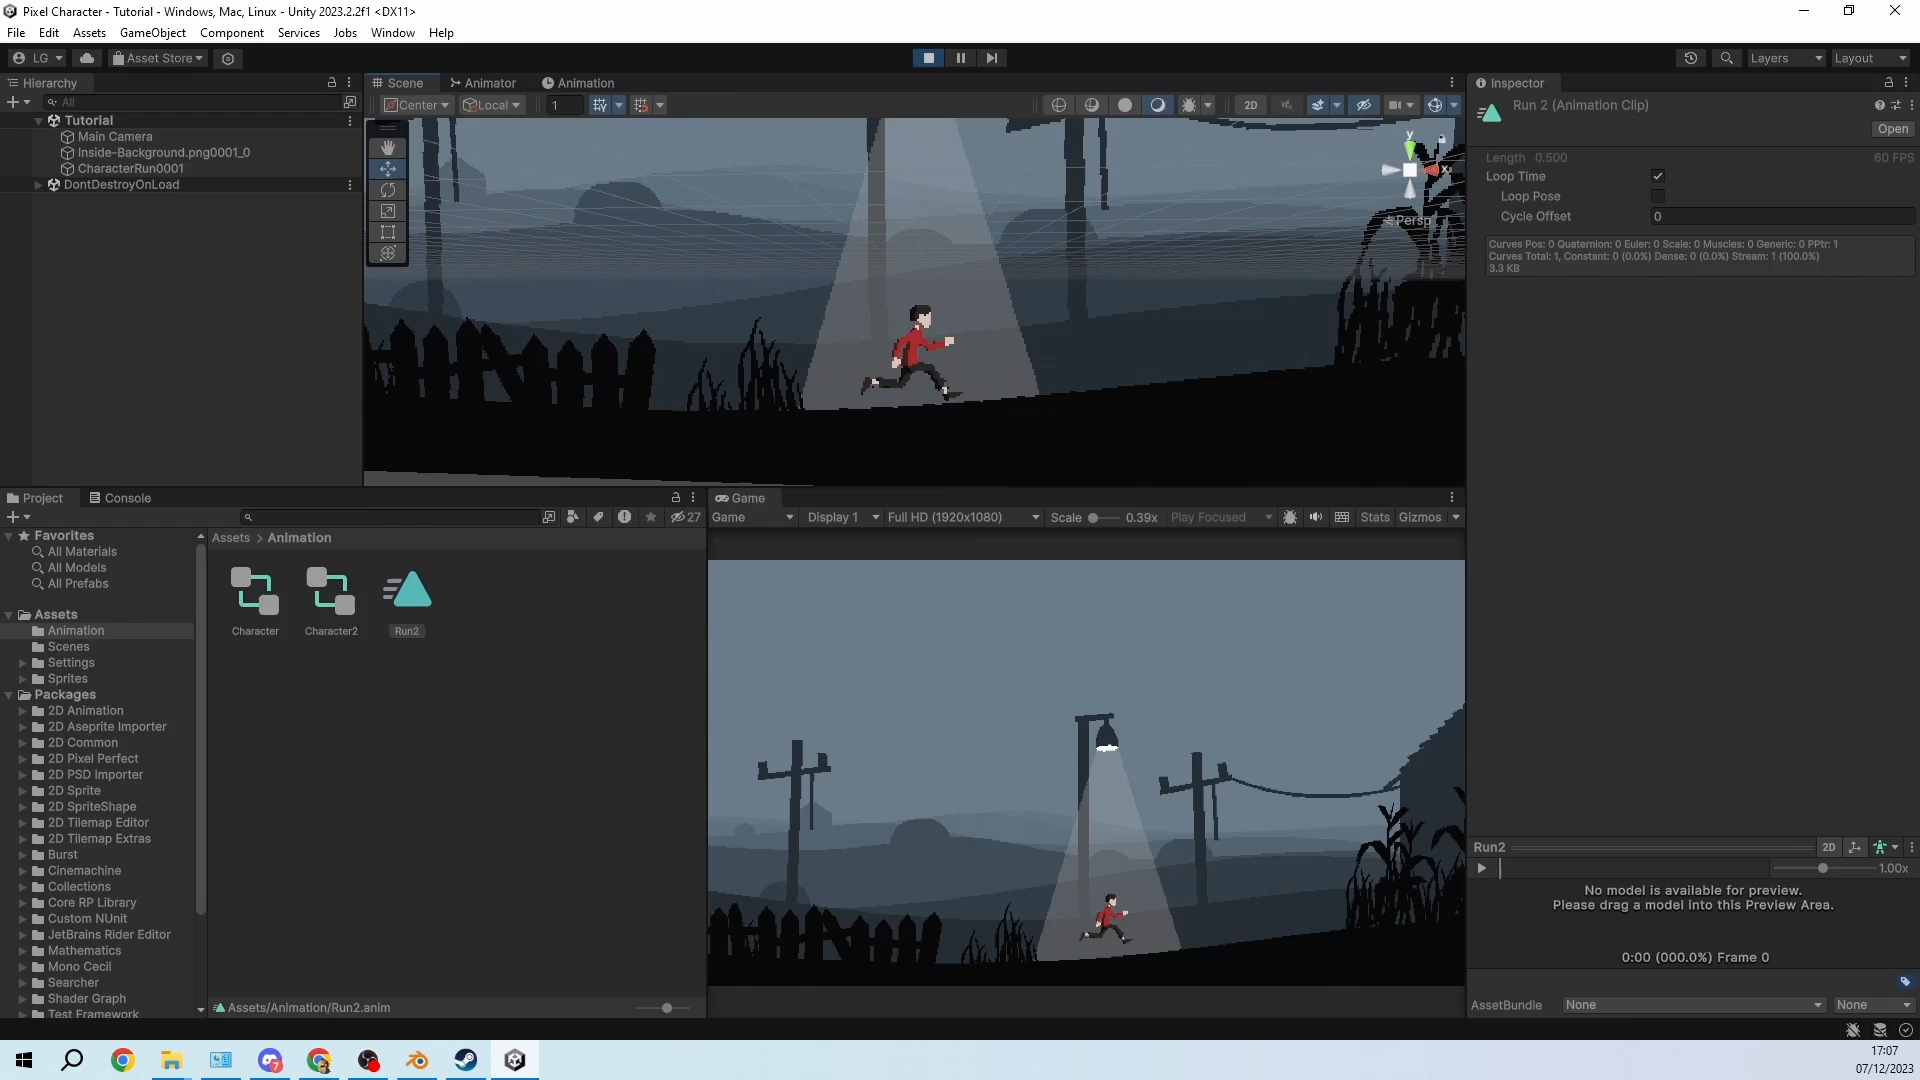 Pixel Character - Tutorial - Windows, Mac, Linux - Unity 2023.2.2f1 <DX11>
File Edit Assets GameObject Component Services Jobs Window Help
LG Asset Store Layers Layout
Hierarchy
All
Tutorial
Main Camera
Inside-Background.png0001_0
CharacterRun0001
DontDestroyOnLoad
Scene Animator Animation
Center Local 1 2D
y
x
Persp
Inspector
Run 2 (Animation Clip)
Open
Length 0.500 60 FPS
Loop Time
Loop Pose
Cycle Offset 0
Curves Pos: 0 Quaternion: 0 Euler: 0 Scale: 0 Muscles: 0 Generic: 0 PPtr: 1
Curves Total: 1, Constant: 0 (0.0%) Dense: 0 (0.0%) Stream: 1 (100.0%)
3.3 KB
Project Console
27
Favorites
All Materials
All Models
All Prefabs
Assets
Animation
Scenes
Settings
Sprites
Packages
2D Animation
2D Aseprite Importer
2D Common
2D Pixel Perfect
2D PSD Importer
2D Sprite
2D SpriteShape
2D Tilemap Editor
2D Tilemap Extras
Burst
Cinemachine
Collections
Core RP Library
Custom NUnit
JetBrains Rider Editor
Mathematics
Mono Cecil
Searcher
Shader Graph
Test Framework
Assets > Animation
Character Character2 Run2
Assets/Animation/Run2.anim
Game
Game Display 1 Full HD (1920x1080) Scale 0.39x Play Focused Stats Gizmos
Run2 2D
1.00x
No model is available for preview.
Please drag a model into this Preview Area.
0:00 (000.0%) Frame 0
AssetBundle None None
7
17:07
07/12/2023